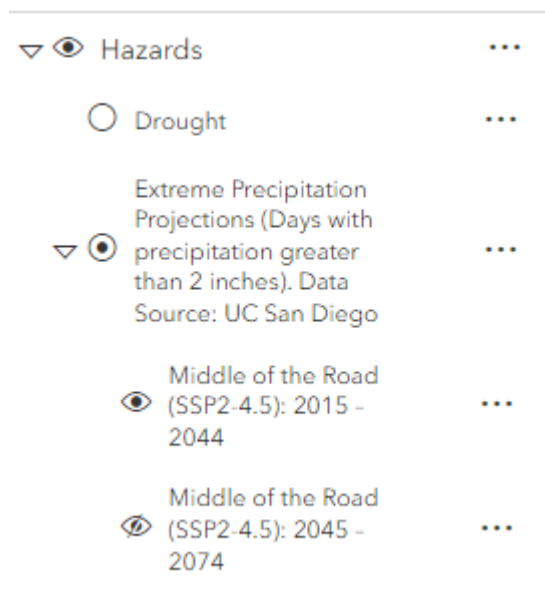 Hazards
Drought
Extreme Precipitation
Projections (Days with
precipitation greater
than 2 inches). Data
Source: UC San Diego
Middle of the Road
(SSP2-4.5): 2015 -
2044
Middle of the Road
(SSP2-4.5): 2045 -
2074